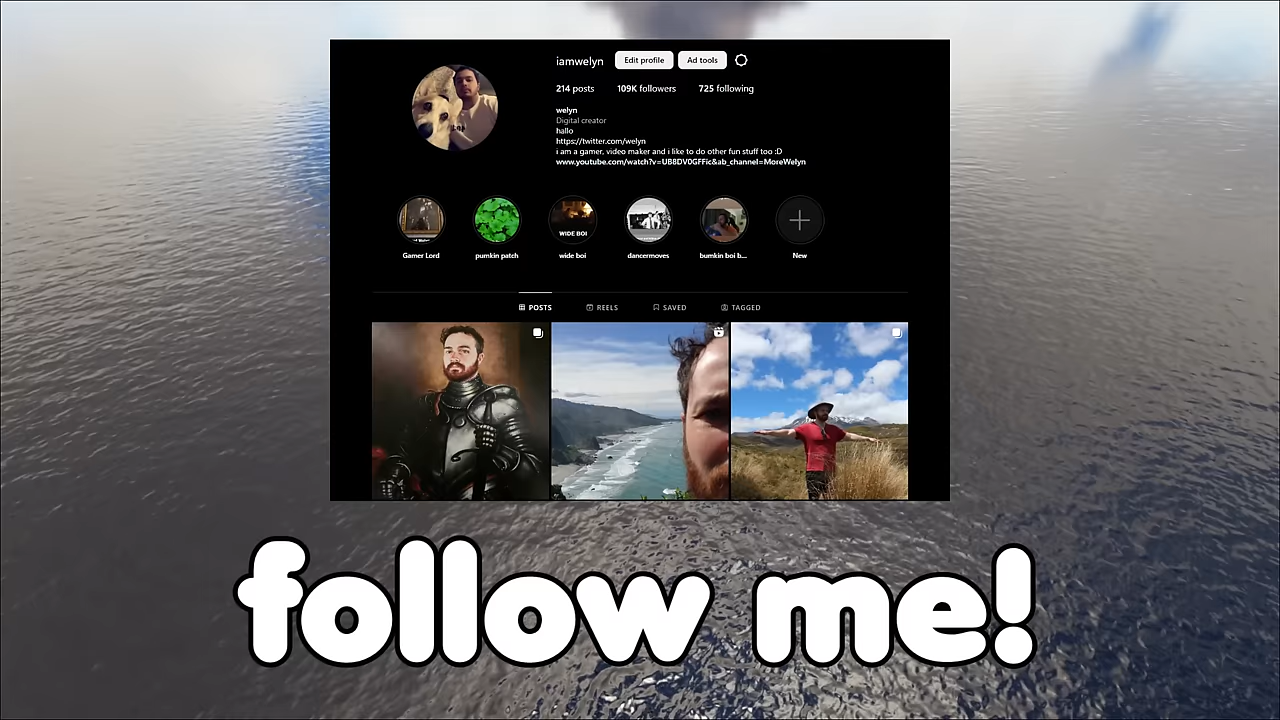 iamwelyn Edit profile Ad tools
214 posts 109K followers 725 following
welyn
Digital creator
hallo
https://twitter.com/welyn
i am a gamer, video maker and i like to do other fun stuff too :D
www.youtube.com/watch?v=UB8DV0GFFic&ab_channel=MoreWelyn
WIDE BOI
Gamer Lord pumkin patch wide boi dancermoves bumkin boi b... New
POSTS REELS SAVED TAGGED
follow me!